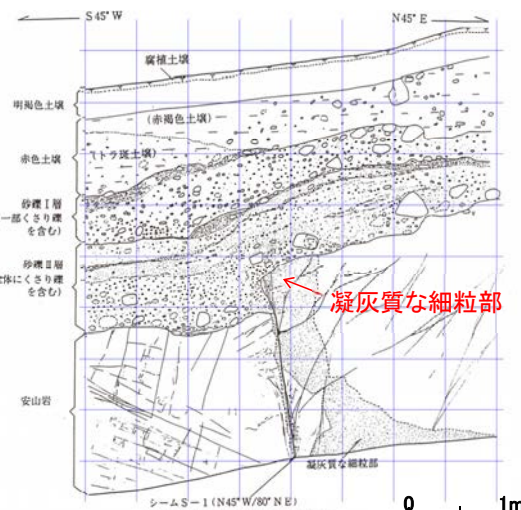 S45°W
N45°E
腐植土壌
明褐色土壌
(赤褐色土壌)
赤色土壌
(トラ斑土壌)
砂礫Ⅰ層
一部くさり礫
を含む)
砂礫Ⅱ層
体にくさり礫
を含む)
凝灰質な細粒部
安山岩
凝灰質な細粒部
シームS-1(N45°W/80°NE)
0 1m